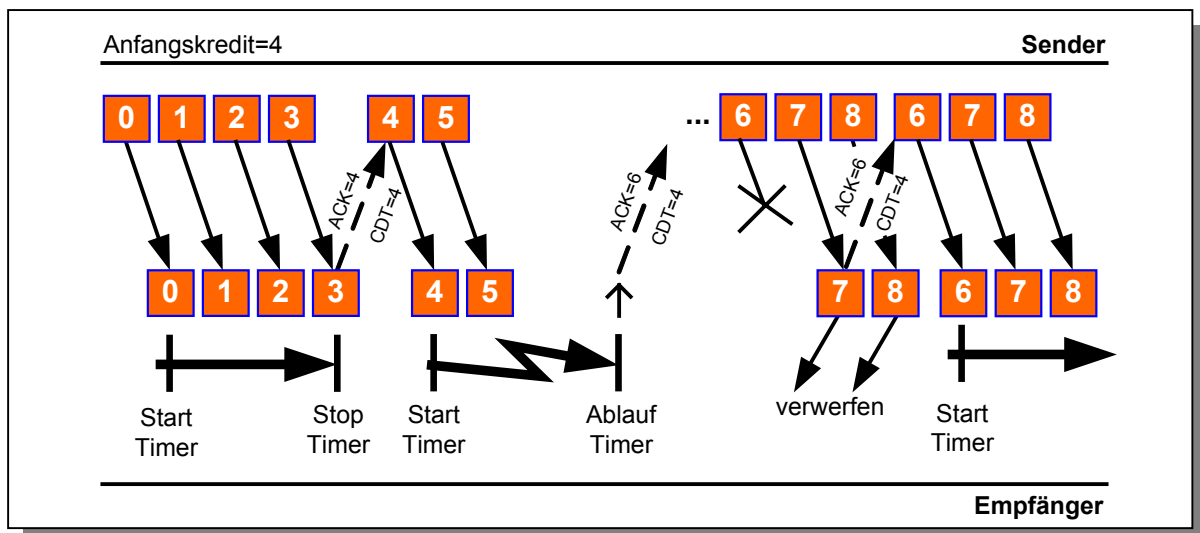 Anfangskredit=4 Sender
0 1 2 3 4 5 ... 6 7 8 6 7 8
ACK=4
CDT=4
ACK=6
CDT=4
ACK=6
CDT=4
0 1 2 3 4 5 7 8 6 7 8
Start Timer
Stop Timer
Start Timer
Ablauf Timer
verwerfen
Start Timer
Empfänger